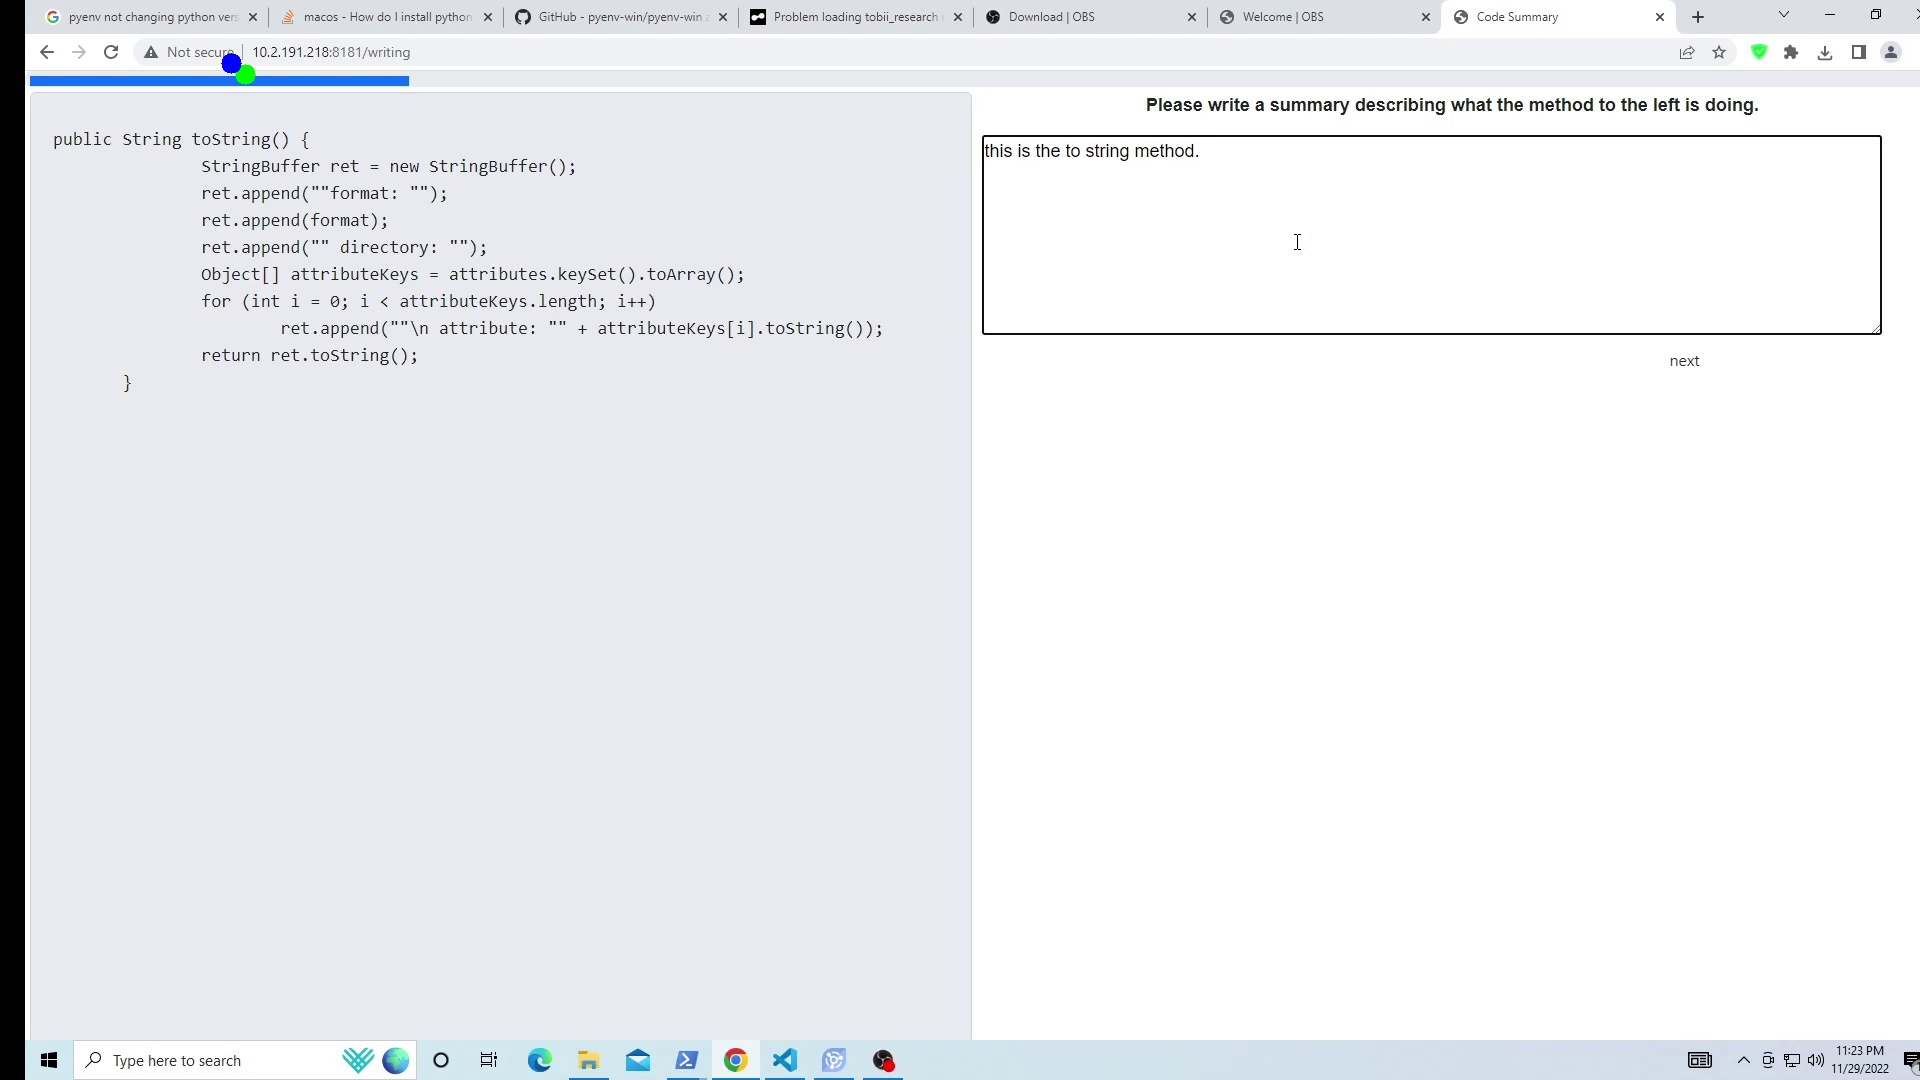 pyenv not changing python vers
macos - How do I install python
GitHub - pyenv-win/pyenv-win a
Problem loading tobii_research
Download | OBS
Welcome | OBS
Code Summary
Not secure
10.2.191.218:8181/writing
public String toString() {
StringBuffer ret = new StringBuffer();
ret.append(""format: "");
ret.append(format);
ret.append("" directory: "");
Object[] attributeKeys = attributes.keySet().toArray();
for (int i = 0; i < attributeKeys.length; i++)
ret.append(""\n attribute: "" + attributeKeys[i].toString());
return ret.toString();
}
Please write a summary describing what the method to the left is doing.
this is the to string method.
next
Type here to search
11:23 PM
11/29/2022